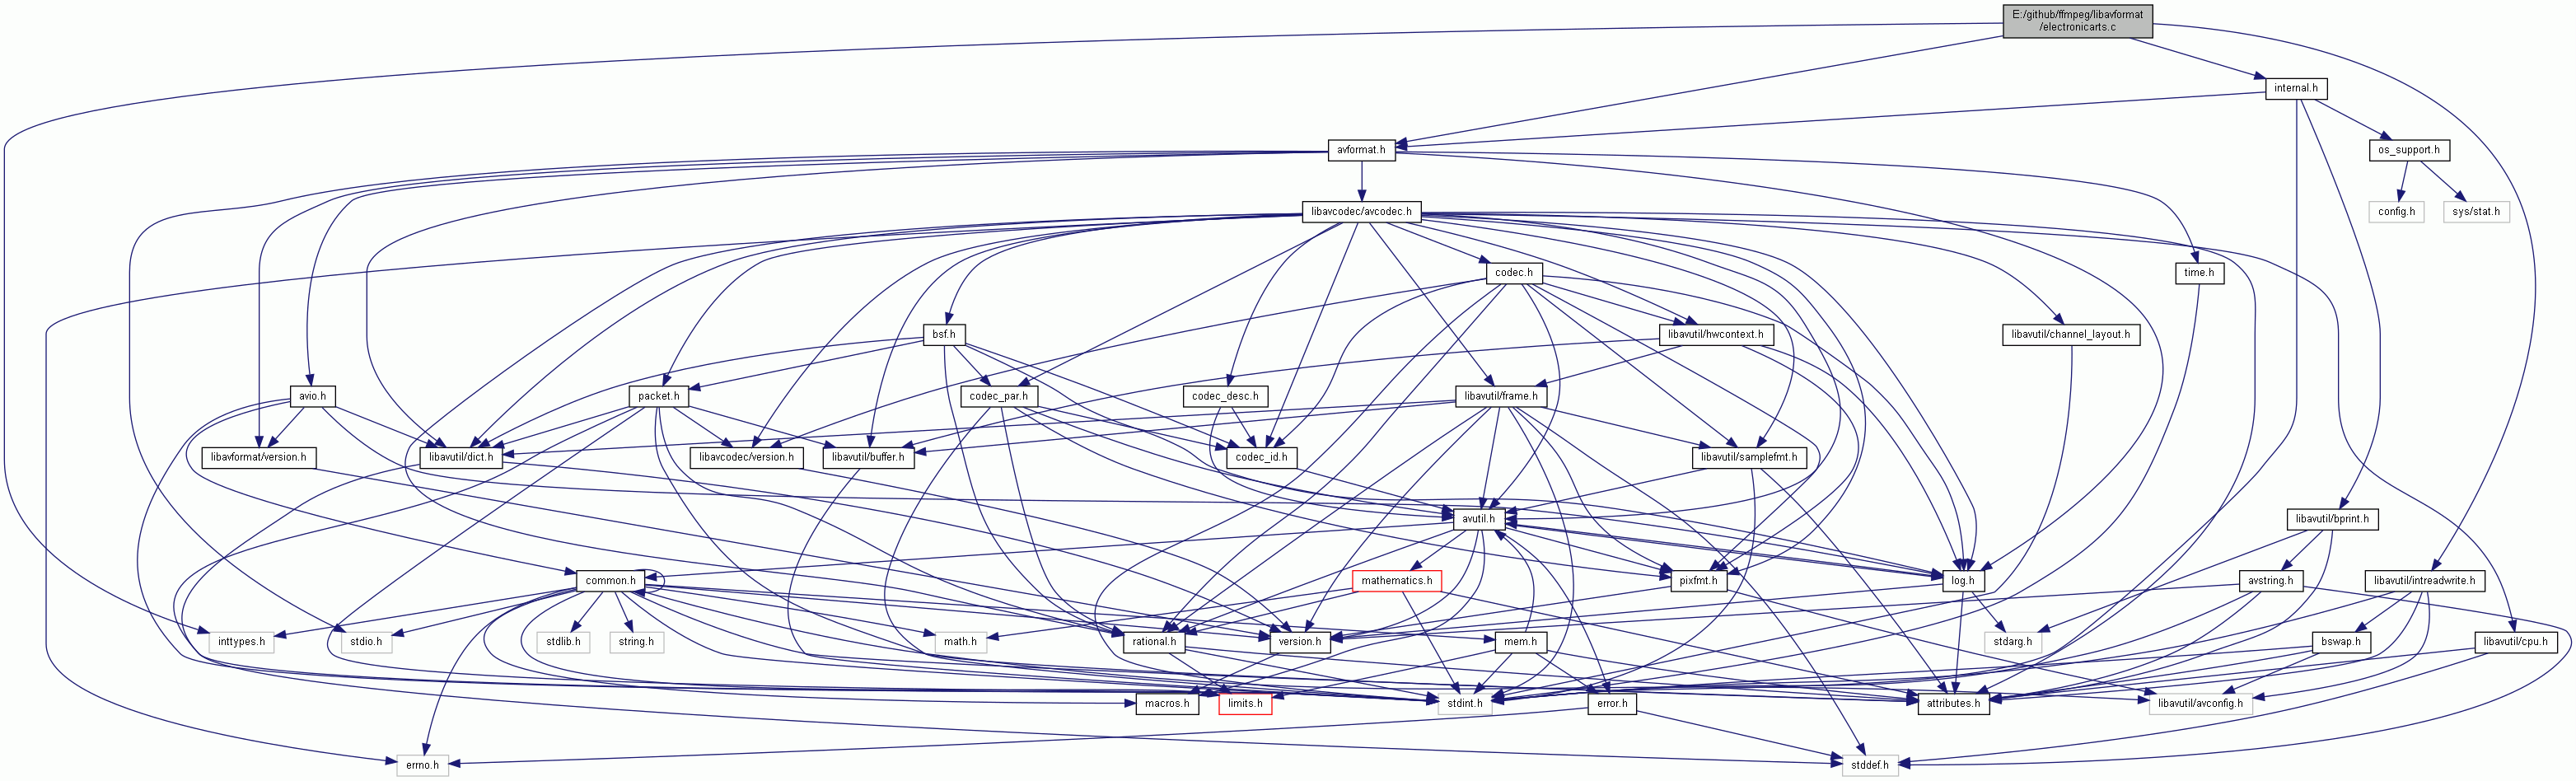 E:/github/ffmpeg/libavformat
/electronicarts.c
internal.h
avformat.h
os_support.h
libavcodec/avcodec.h
config.h
sys/stat.h
codec.h
time.h
bsf.h
libavutil/hwcontext.h
libavutil/channel_layout.h
avio.h
packet.h
codec_par.h
codec_desc.h
libavutil/frame.h
libavformat/version.h
libavutil/dict.h
libavcodec/version.h
libavutil/buffer.h
codec_id.h
libavutil/samplefmt.h
avutil.h
libavutil/bprint.h
common.h
mathematics.h
pixfmt.h
log.h
avstring.h
libavutil/intreadwrite.h
inttypes.h
stdio.h
stdlib.h
string.h
math.h
rational.h
version.h
mem.h
stdarg.h
bswap.h
libavutil/cpu.h
macros.h
limits.h
stdint.h
error.h
attributes.h
libavutil/avconfig.h
errno.h
stddef.h